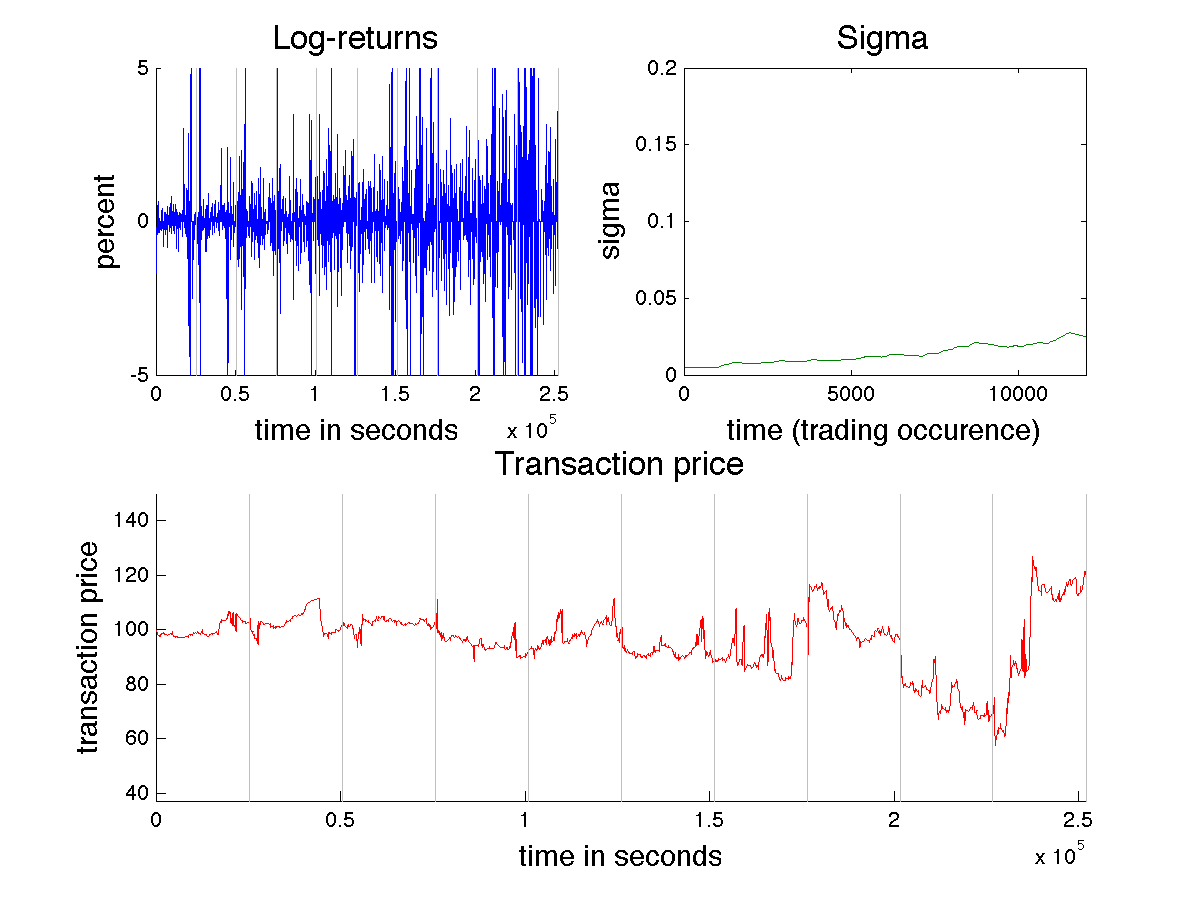 Log-returns
5
0
-5
percent
0
0.5
1
1.5
2
2.5
x 10^5
time in seconds
Sigma
0.2
0.15
0.1
0.05
0
sigma
0
5000
10000
time (trading occurence)
Transaction price
140
120
100
80
60
40
transaction price
0
0.5
1
1.5
2
2.5
x 10^5
time in seconds